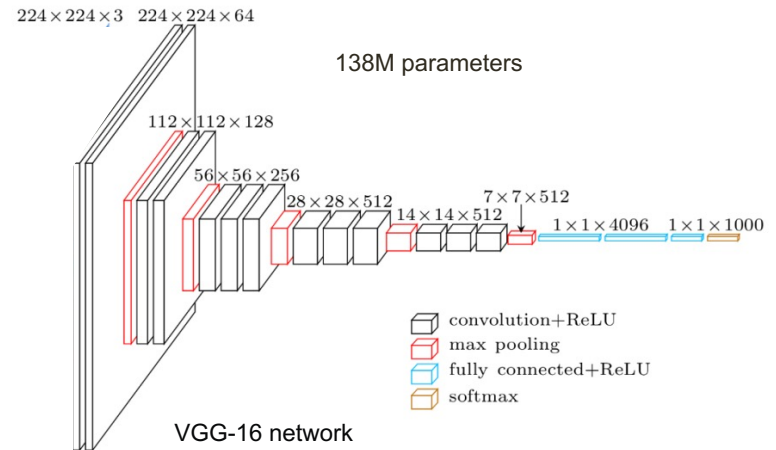 224×224×3 224×224×64
138M parameters
112×112×128
56×56×256
28×28×512
7×7×512
14×14×512
1×1×4096 1×1×1000
convolution+ReLU
max pooling
fully connected+ReLU
softmax
VGG-16 network